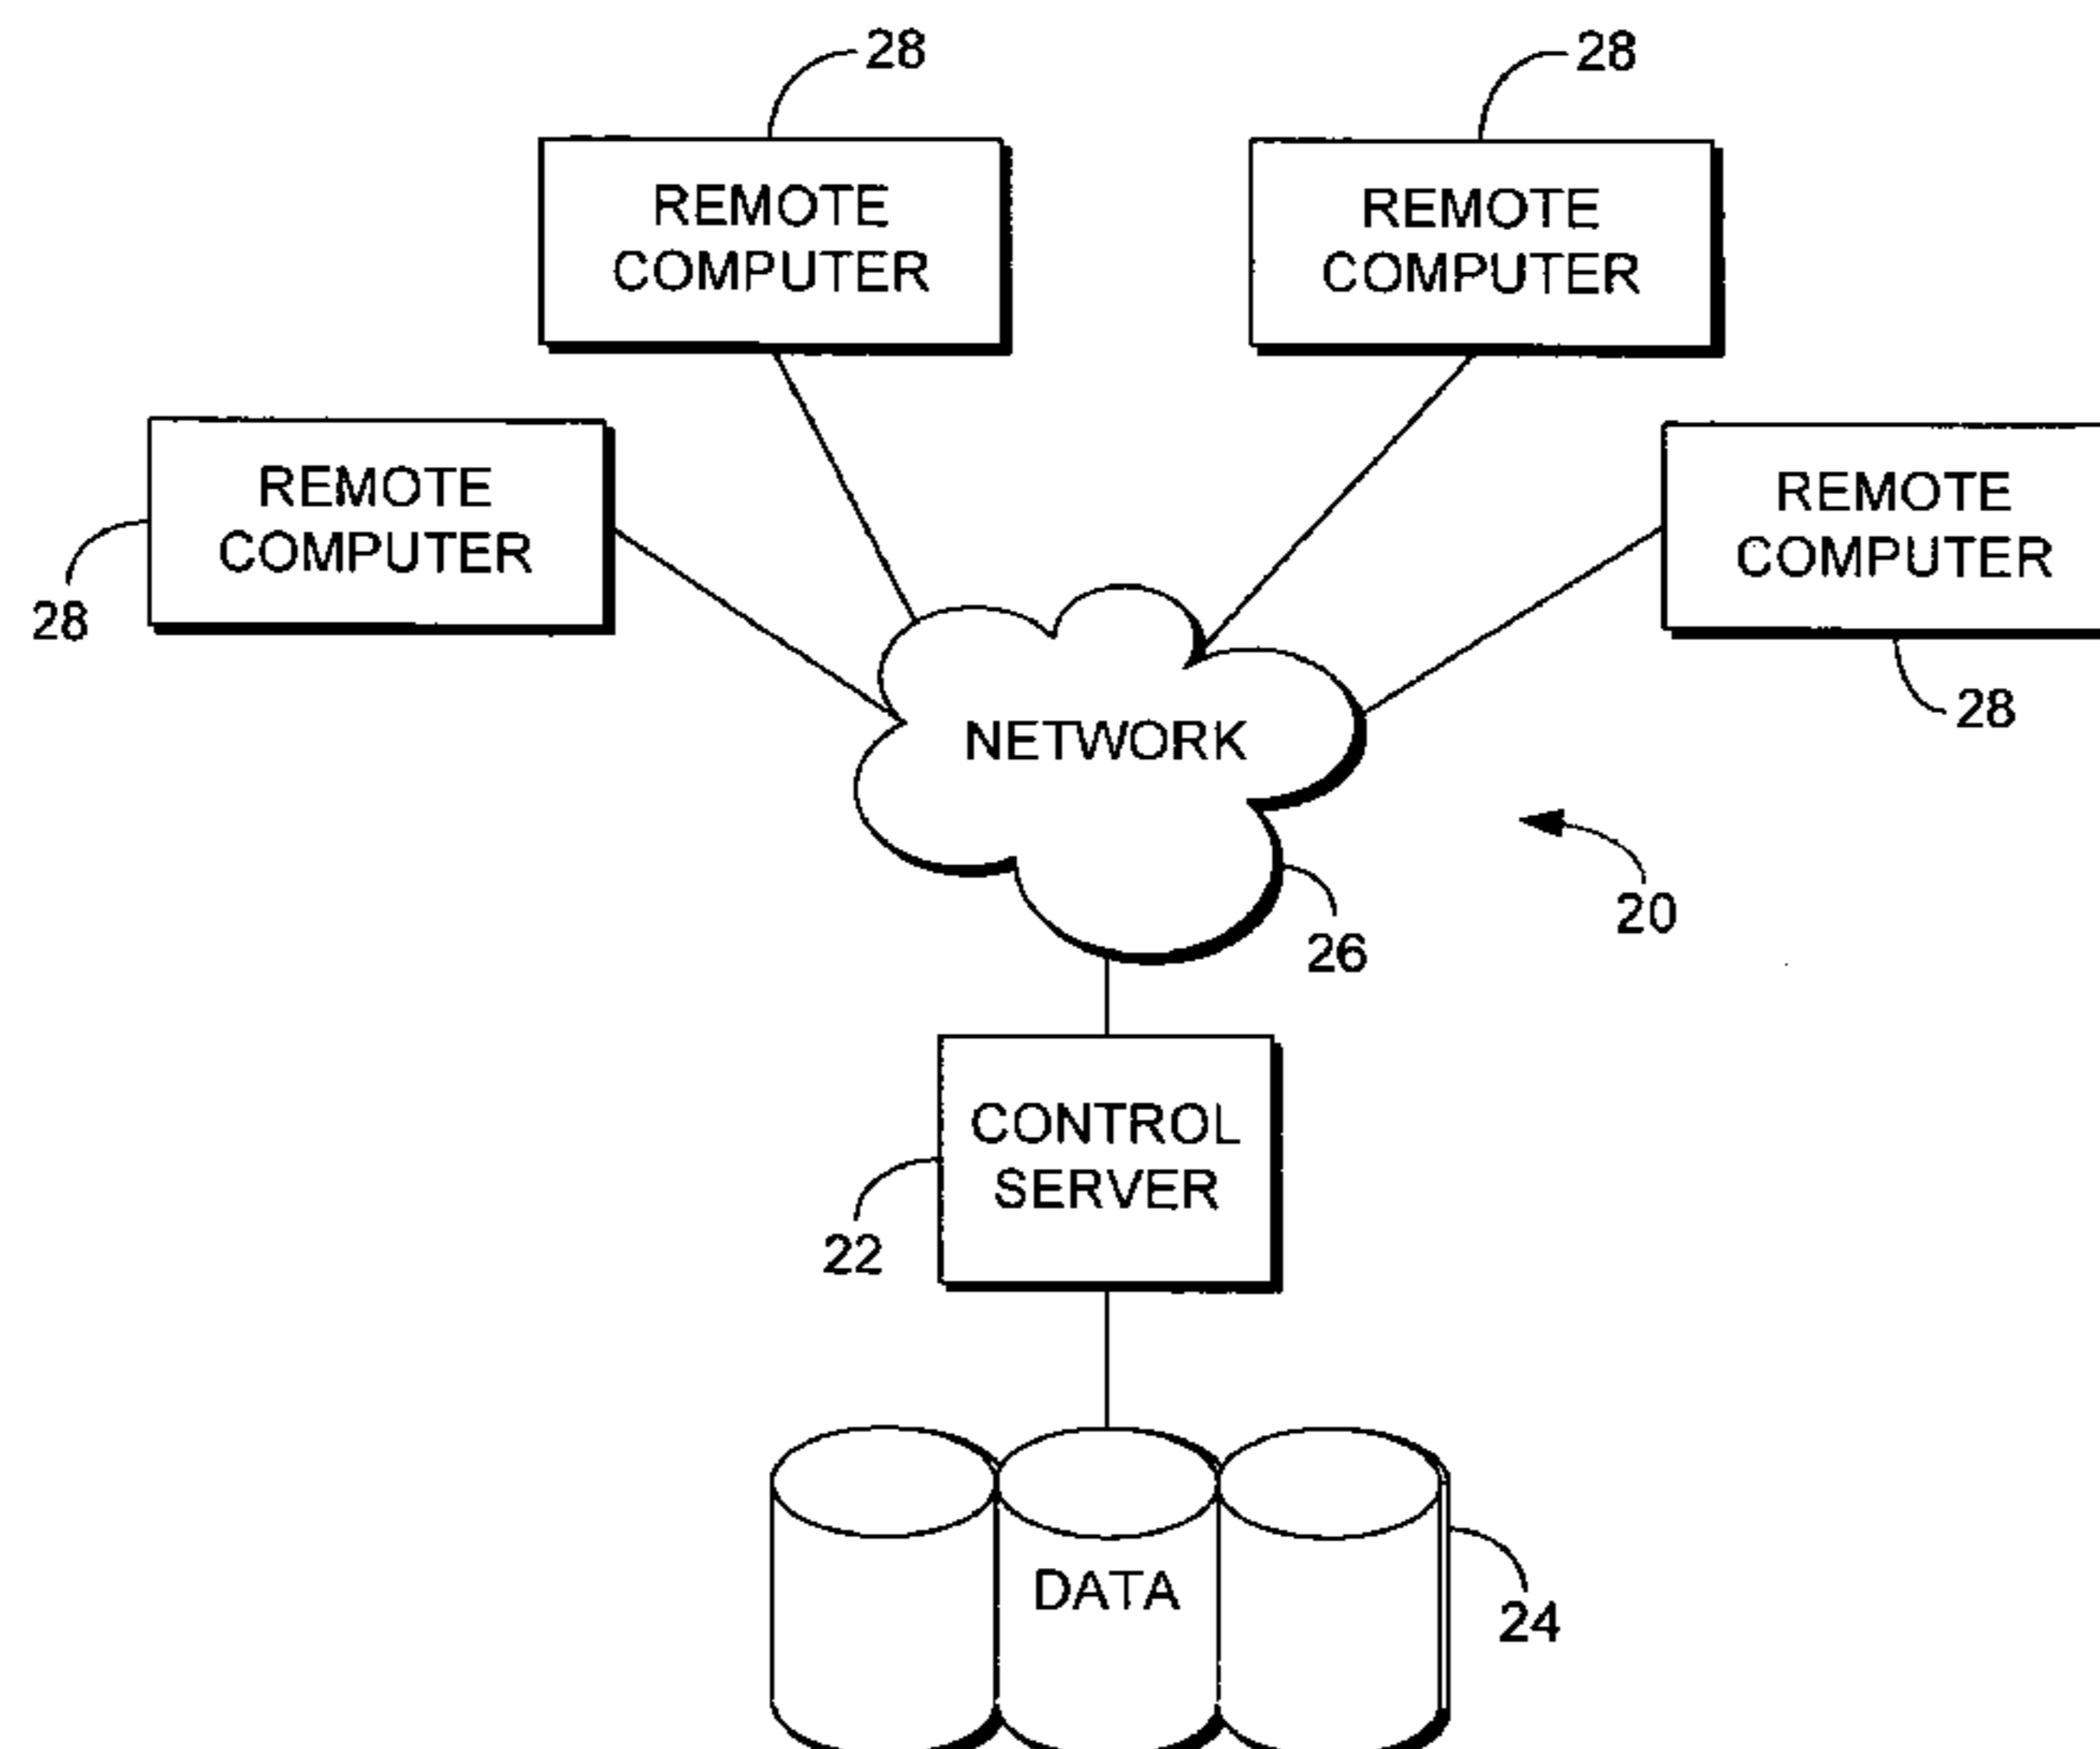 28
28
REMOTE
COMPUTER
REMOTE
COMPUTER
REMOTE
COMPUTER
REMOTE
COMPUTER
28
28
NETWORK
20
26
CONTROL
SERVER
22
DATA
24